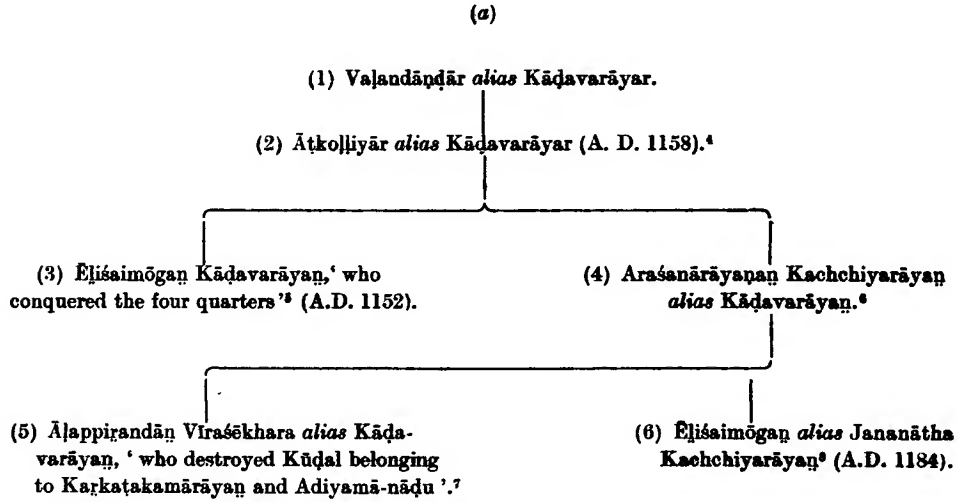 (a)
(1) Vaḷandāṇḍār alias Kāḍavarāyar.
(2) Āṭkoḷḷiyār alias Kāḍavarāyar (A. D. 1158).⁴
(3) Ēḻiśaimōgaṉ Kāḍavarāyaṉ,‘ who
conquered the four quarters’⁵ (A.D. 1152).
(4) Araśanārāyaṇaṉ Kachchiyarāyaṉ
alias Kāḍavarāyaṉ.⁶
(5) Āḷappiṟandāṉ Vīraśēkhara alias Kāḍa-
varāyaṉ, ‘ who destroyed Kūḍal belonging
to Kaṟkaṭakamārāyaṉ and Adiyamā-nāḍu ’.⁷
(6) Ēḻiśaimōgaṉ alias Jananātha
Kachchiyarāyaṉ⁸ (A.D. 1184).